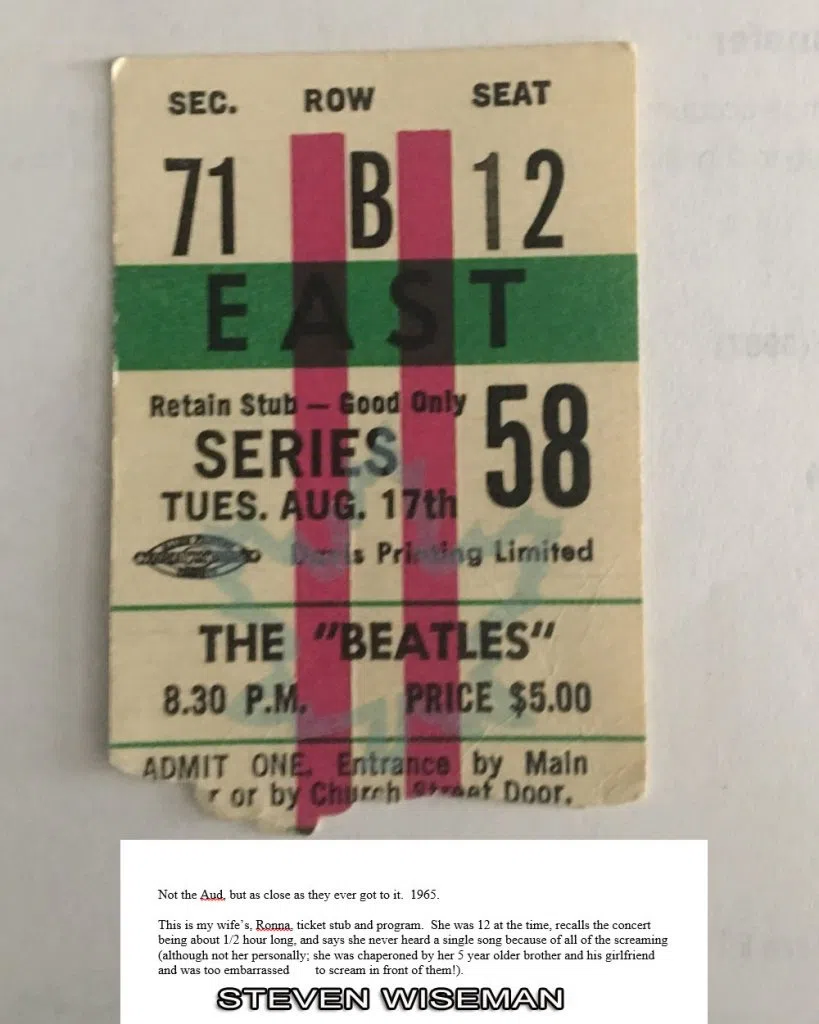 SEC. ROW SEAT
71 B 12
EAST
Retain Stub — Good Only
SERIES 58
TUES. AUG. 17th
Printing Limited
THE "BEATLES"
8.30 P.M. PRICE $5.00
ADMIT ONE. Entrance by Main
or by Church Street Door.
Not the Aud, but as close as they ever got to it. 1965.
This is my wife's, Ronna, ticket stub and program. She was 12 at the time, recalls the concert
being about 1/2 hour long, and says she never heard a single song because of all of the screaming
(although not her personally; she was chaperoned by her 5 year older brother and his girlfriend
and was too embarrassed to scream in front of them!).
STEVEN WISEMAN